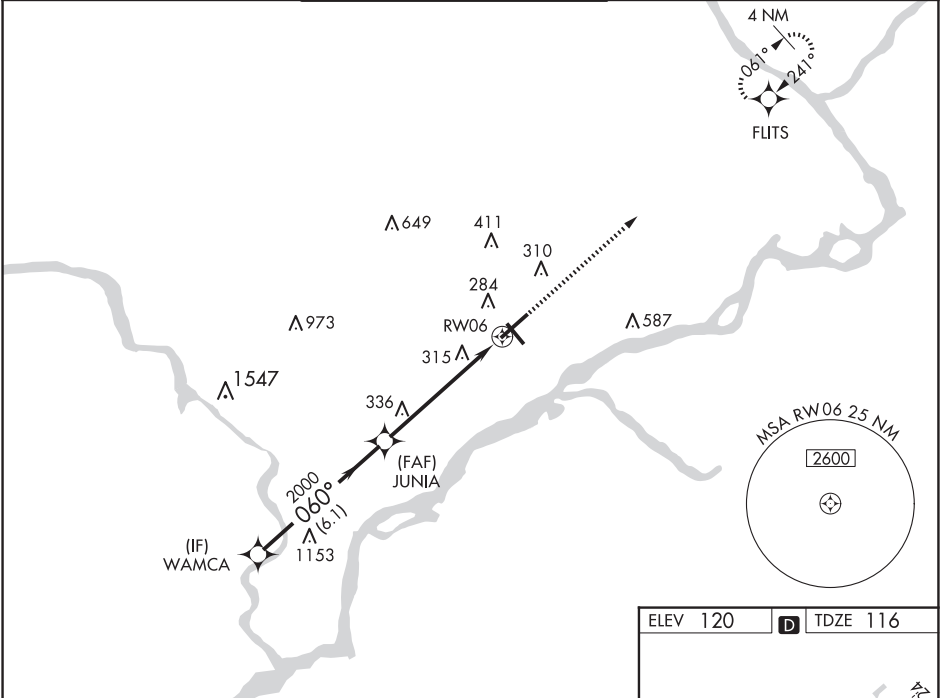 4 NM
061°
241°
FLITS
649
411
310
284
RW06
973
587
315
1547
336
(FAF)
JUNIA
2000
060°
(6.1)
(IF)
WAMCA
1153
MSA RW06 25 NM
2600
ELEV 120 D TDZE 116
24